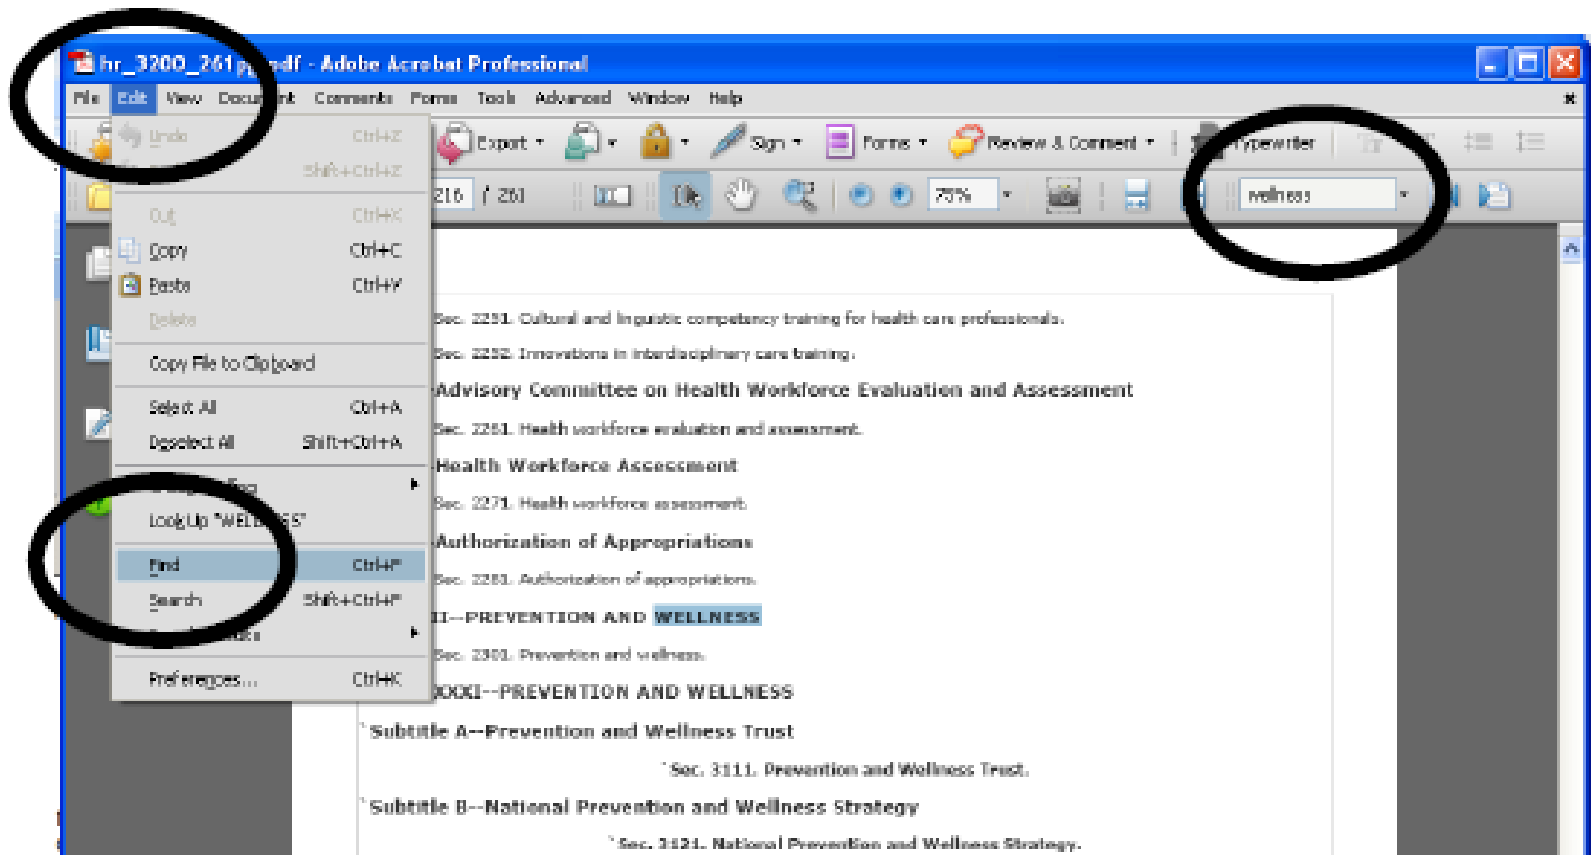 hr_3200_261pg.pdf - Adobe Acrobat Professional
File Edit View Document Comments Forms Tools Advanced Window Help
Export Sign Forms Review & Comment Typewriter
216 / 261 75% wellness
Undo Ctrl+Z
Shift+Ctrl+Z
Cut Ctrl+X
Copy Ctrl+C
Paste Ctrl+V
Delete
Copy File to Clipboard
Select All Ctrl+A
Deselect All Shift+Ctrl+A
Look Up "WELLNESS"
Find Ctrl+F
Search Shift+Ctrl+F
Preferences... Ctrl+K
Sec. 2251. Cultural and linguistic competency training for health care professionals.
Sec. 2252. Innovations in interdisciplinary care training.
-Advisory Committee on Health Workforce Evaluation and Assessment
Sec. 2261. Health workforce evaluation and assessment.
-Health Workforce Assessment
Sec. 2271. Health workforce assessment.
-Authorization of Appropriations
Sec. 2281. Authorization of appropriations.
II--PREVENTION AND WELLNESS
Sec. 2301. Prevention and wellness.
XXXI--PREVENTION AND WELLNESS
`Subtitle A--Prevention and Wellness Trust
`Sec. 3111. Prevention and Wellness Trust.
`Subtitle B--National Prevention and Wellness Strategy
`Sec. 3121. National Prevention and Wellness Strategy.